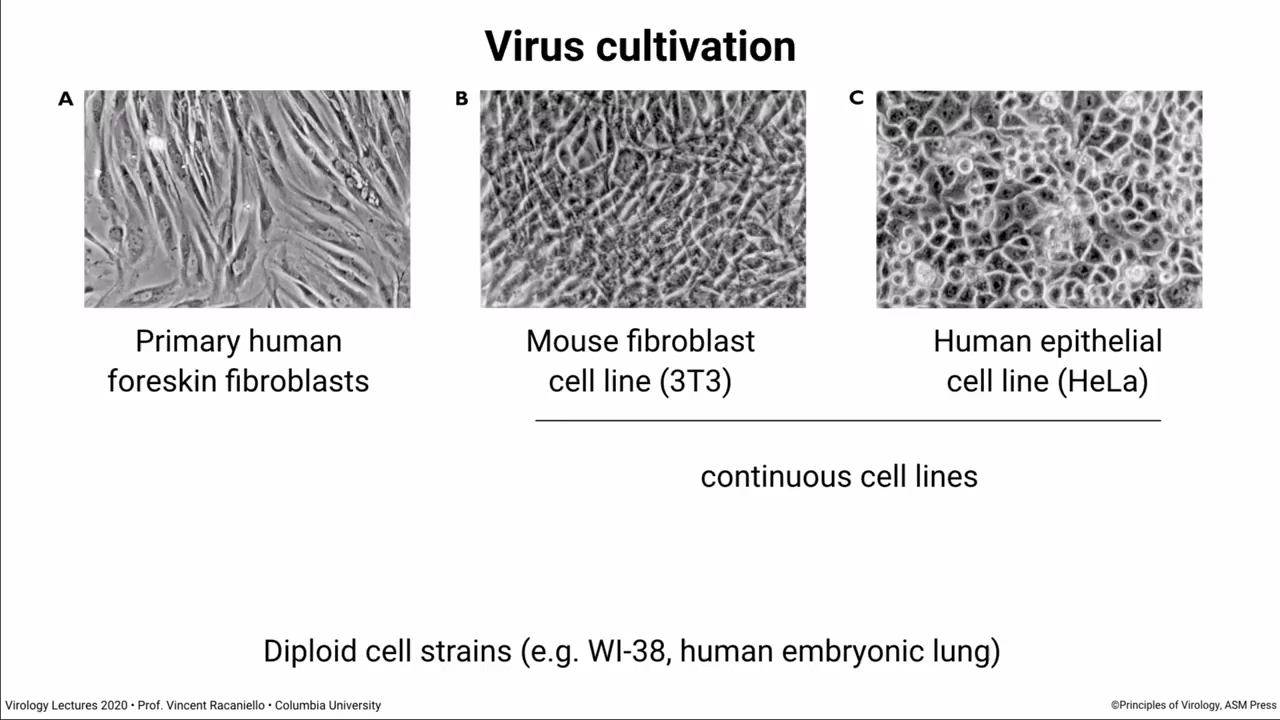 Virus cultivation
A
B
C
Primary human
foreskin fibroblasts
Mouse fibroblast
cell line (3T3)
Human epithelial
cell line (HeLa)
continuous cell lines
Diploid cell strains (e.g. WI-38, human embryonic lung)
Virology Lectures 2020 • Prof. Vincent Racaniello • Columbia University
©Principles of Virology, ASM Press